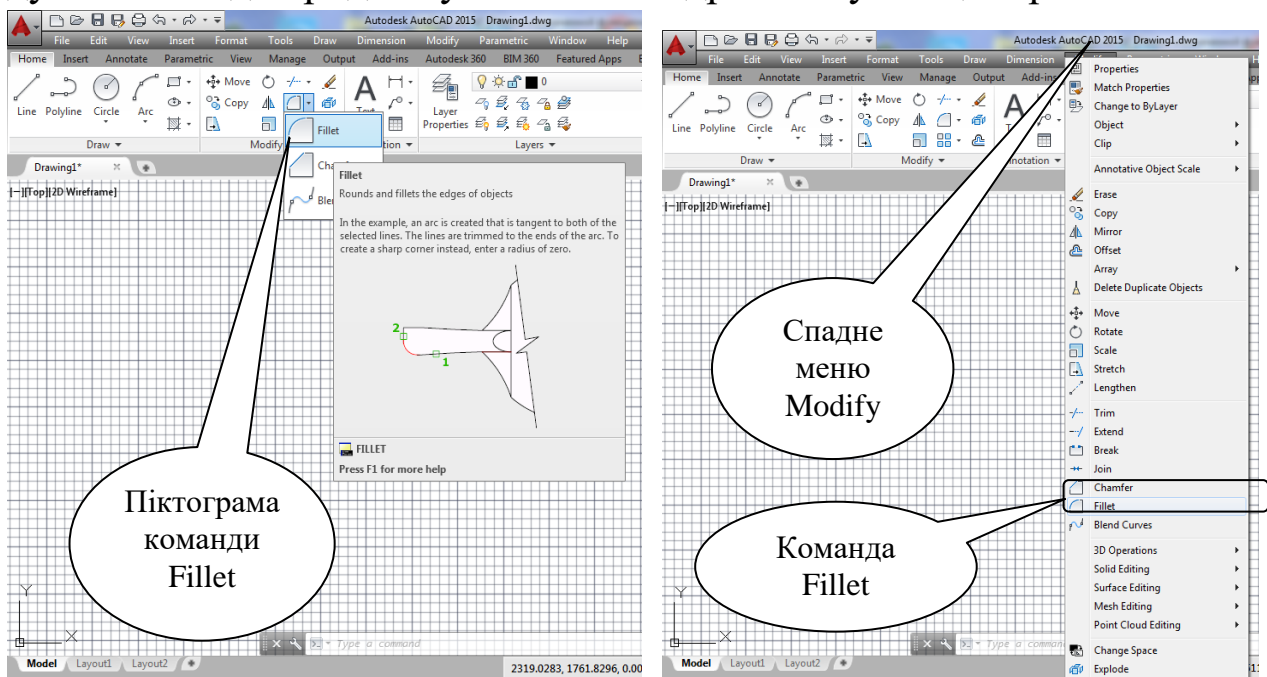 Autodesk AutoCAD 2015 Drawing1.dwg
File Edit View Insert Format Tools Draw Dimension Modify Parametric Window Help
Home Insert Annotate Parametric View Manage Output Add-ins Autodesk 360 BIM 360 Featured Apps
Move
Copy
Line Polyline Circle Arc
Layer
Properties
0
Draw
Layers
Fillet
Drawing1*
[−][Top][2D Wireframe]
Fillet
Rounds and fillets the edges of objects
In the example, an arc is created that is tangent to both of the
selected lines. The lines are trimmed to the ends of the arc. To
create a sharp corner instead, enter a radius of zero.
2
1
FILLET
Press F1 for more help
Піктограма
команди
Fillet
Y
X
Type a command
Model Layout1 Layout2
2319.0283, 1761.8296, 0.00
Autodesk AutoCAD 2015 Drawing1.dwg
File Edit View Insert Format Tools Draw Dimension
Home Insert Annotate Parametric View Manage Output Add-ins
Move
Copy
Line Polyline Circle Arc
Draw
Modify
Drawing1*
[−][Top][2D Wireframe]
Спадне
меню
Modify
Команда
Fillet
Y
X
Type a command
Model Layout1 Layout2
Properties
Match Properties
Change to ByLayer
Object
Clip
Annotative Object Scale
Erase
Copy
Mirror
Offset
Array
Delete Duplicate Objects
Move
Rotate
Scale
Stretch
Lengthen
Trim
Extend
Break
Join
Chamfer
Fillet
Blend Curves
3D Operations
Solid Editing
Surface Editing
Mesh Editing
Point Cloud Editing
Change Space
Explode